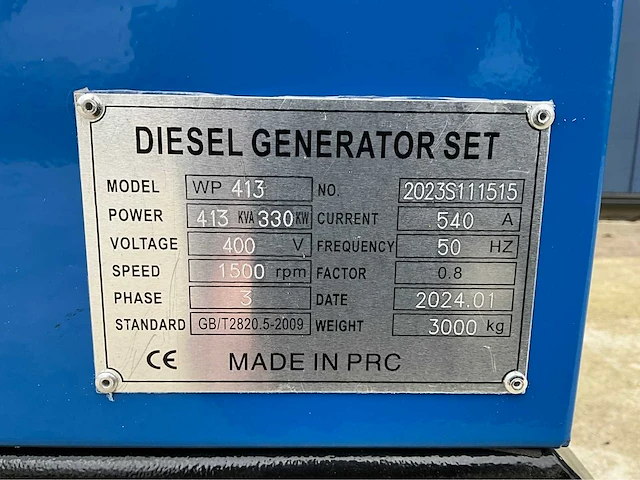 DIESEL GENERATOR SET
MODEL WP 413 NO. 2023S111515
POWER 413 KVA 330 KW CURRENT 540 A
VOLTAGE 400 V FREQUENCY 50 HZ
SPEED 1500 rpm FACTOR 0.8
PHASE 3 DATE 2024.01
STANDARD GB/T2820.5-2009 WEIGHT 3000 kg
CE MADE IN PRC